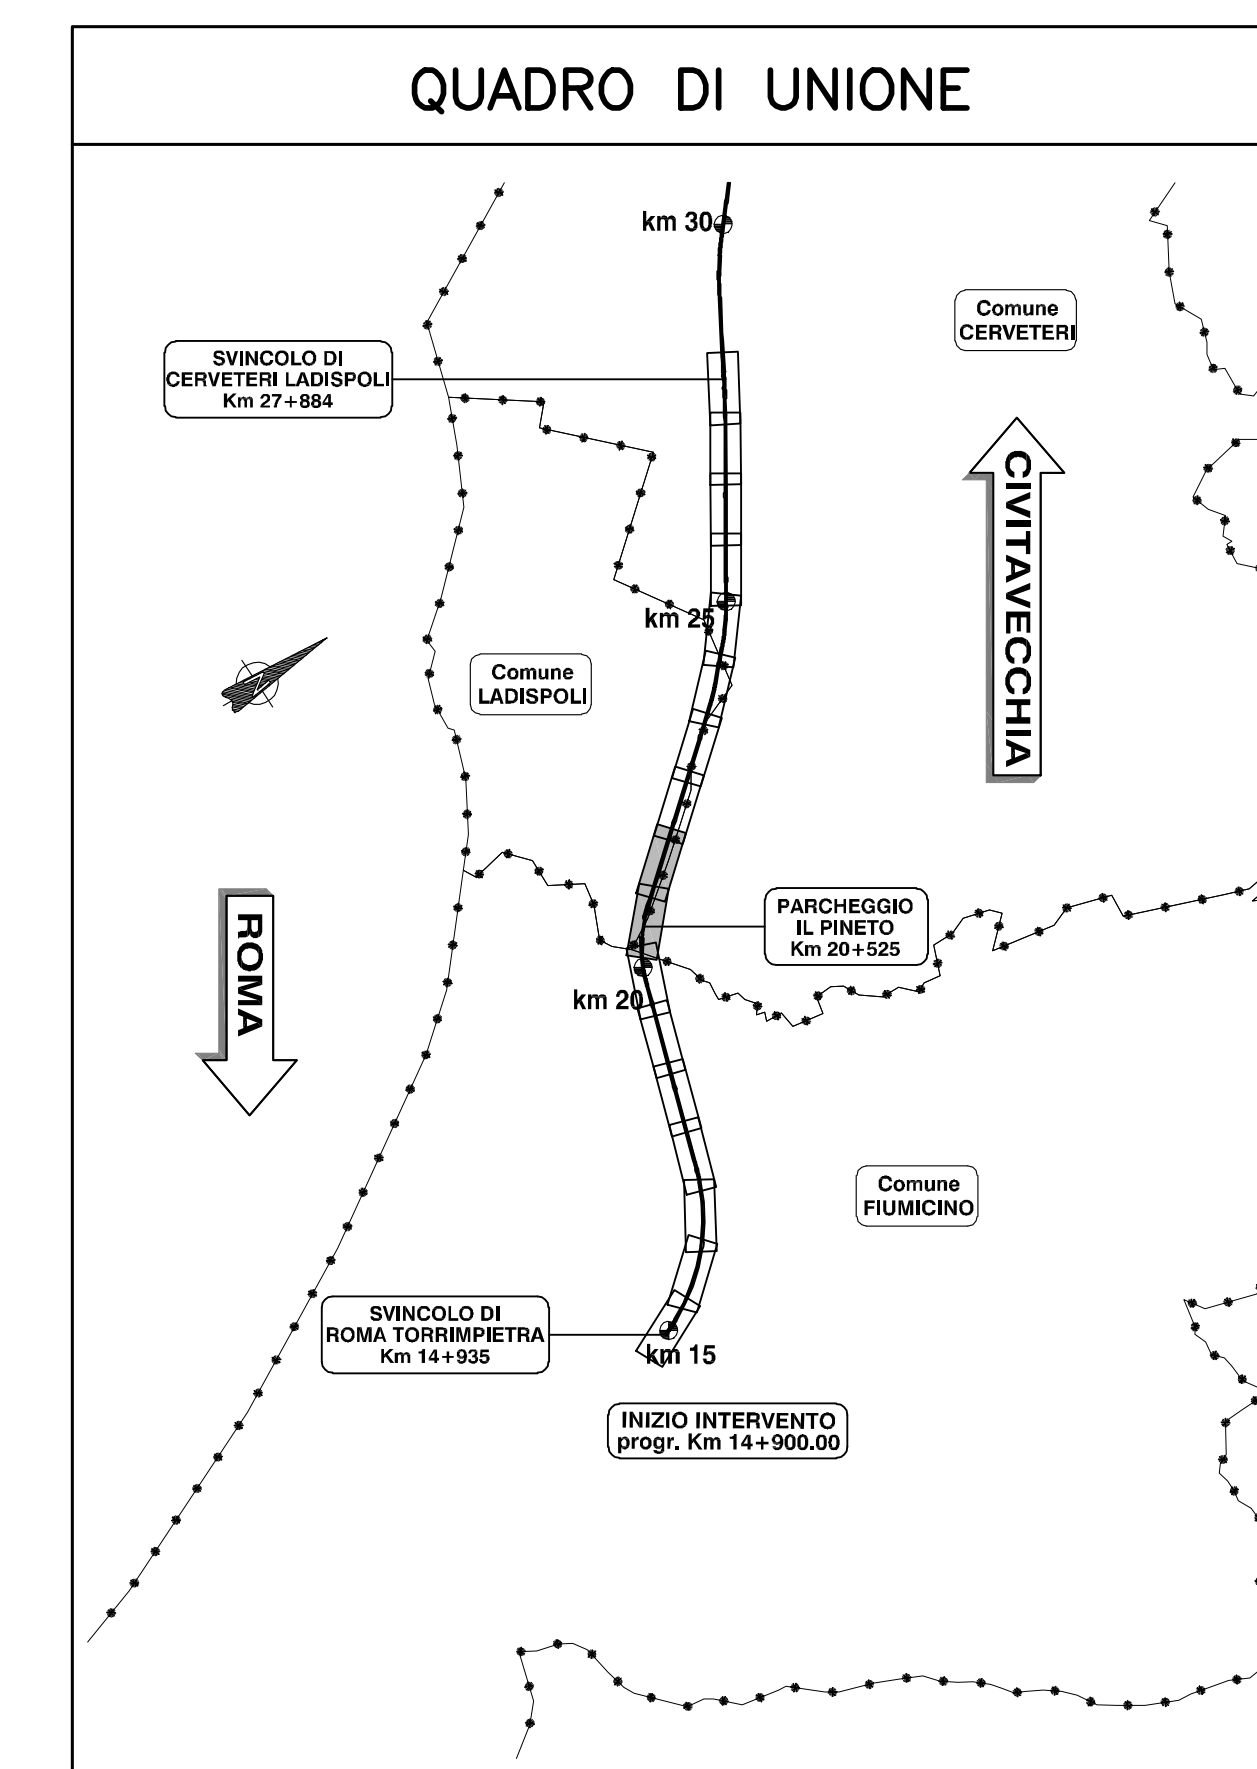 QUADRO DI UNIONE
km 30
Comune
CERVETERI
SVINCOLO DI
CERVETERI LADISPOLI
Km 27+884
CIVITAVECCHIA
km 25
Comune
LADISPOLI
PARCHEGGIO
IL PINETO
Km 20+525
ROMA
km 20
Comune
FIUMICINO
SVINCOLO DI
ROMA TORRIMPIETRA
Km 14+935
km 15
INIZIO INTERVENTO
progr. Km 14+900.00